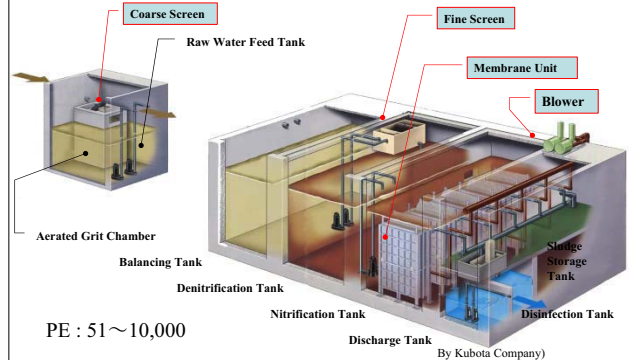 Coarse Screen
Raw Water Feed Tank
Aerated Grit Chamber
Fine Screen
Membrane Unit
Blower
Balancing Tank
Denitrification Tank
Nitrification Tank
Discharge Tank
Sludge
Storage
Tank
Disinfection Tank
PE : 51～10,000
By Kubota Company)